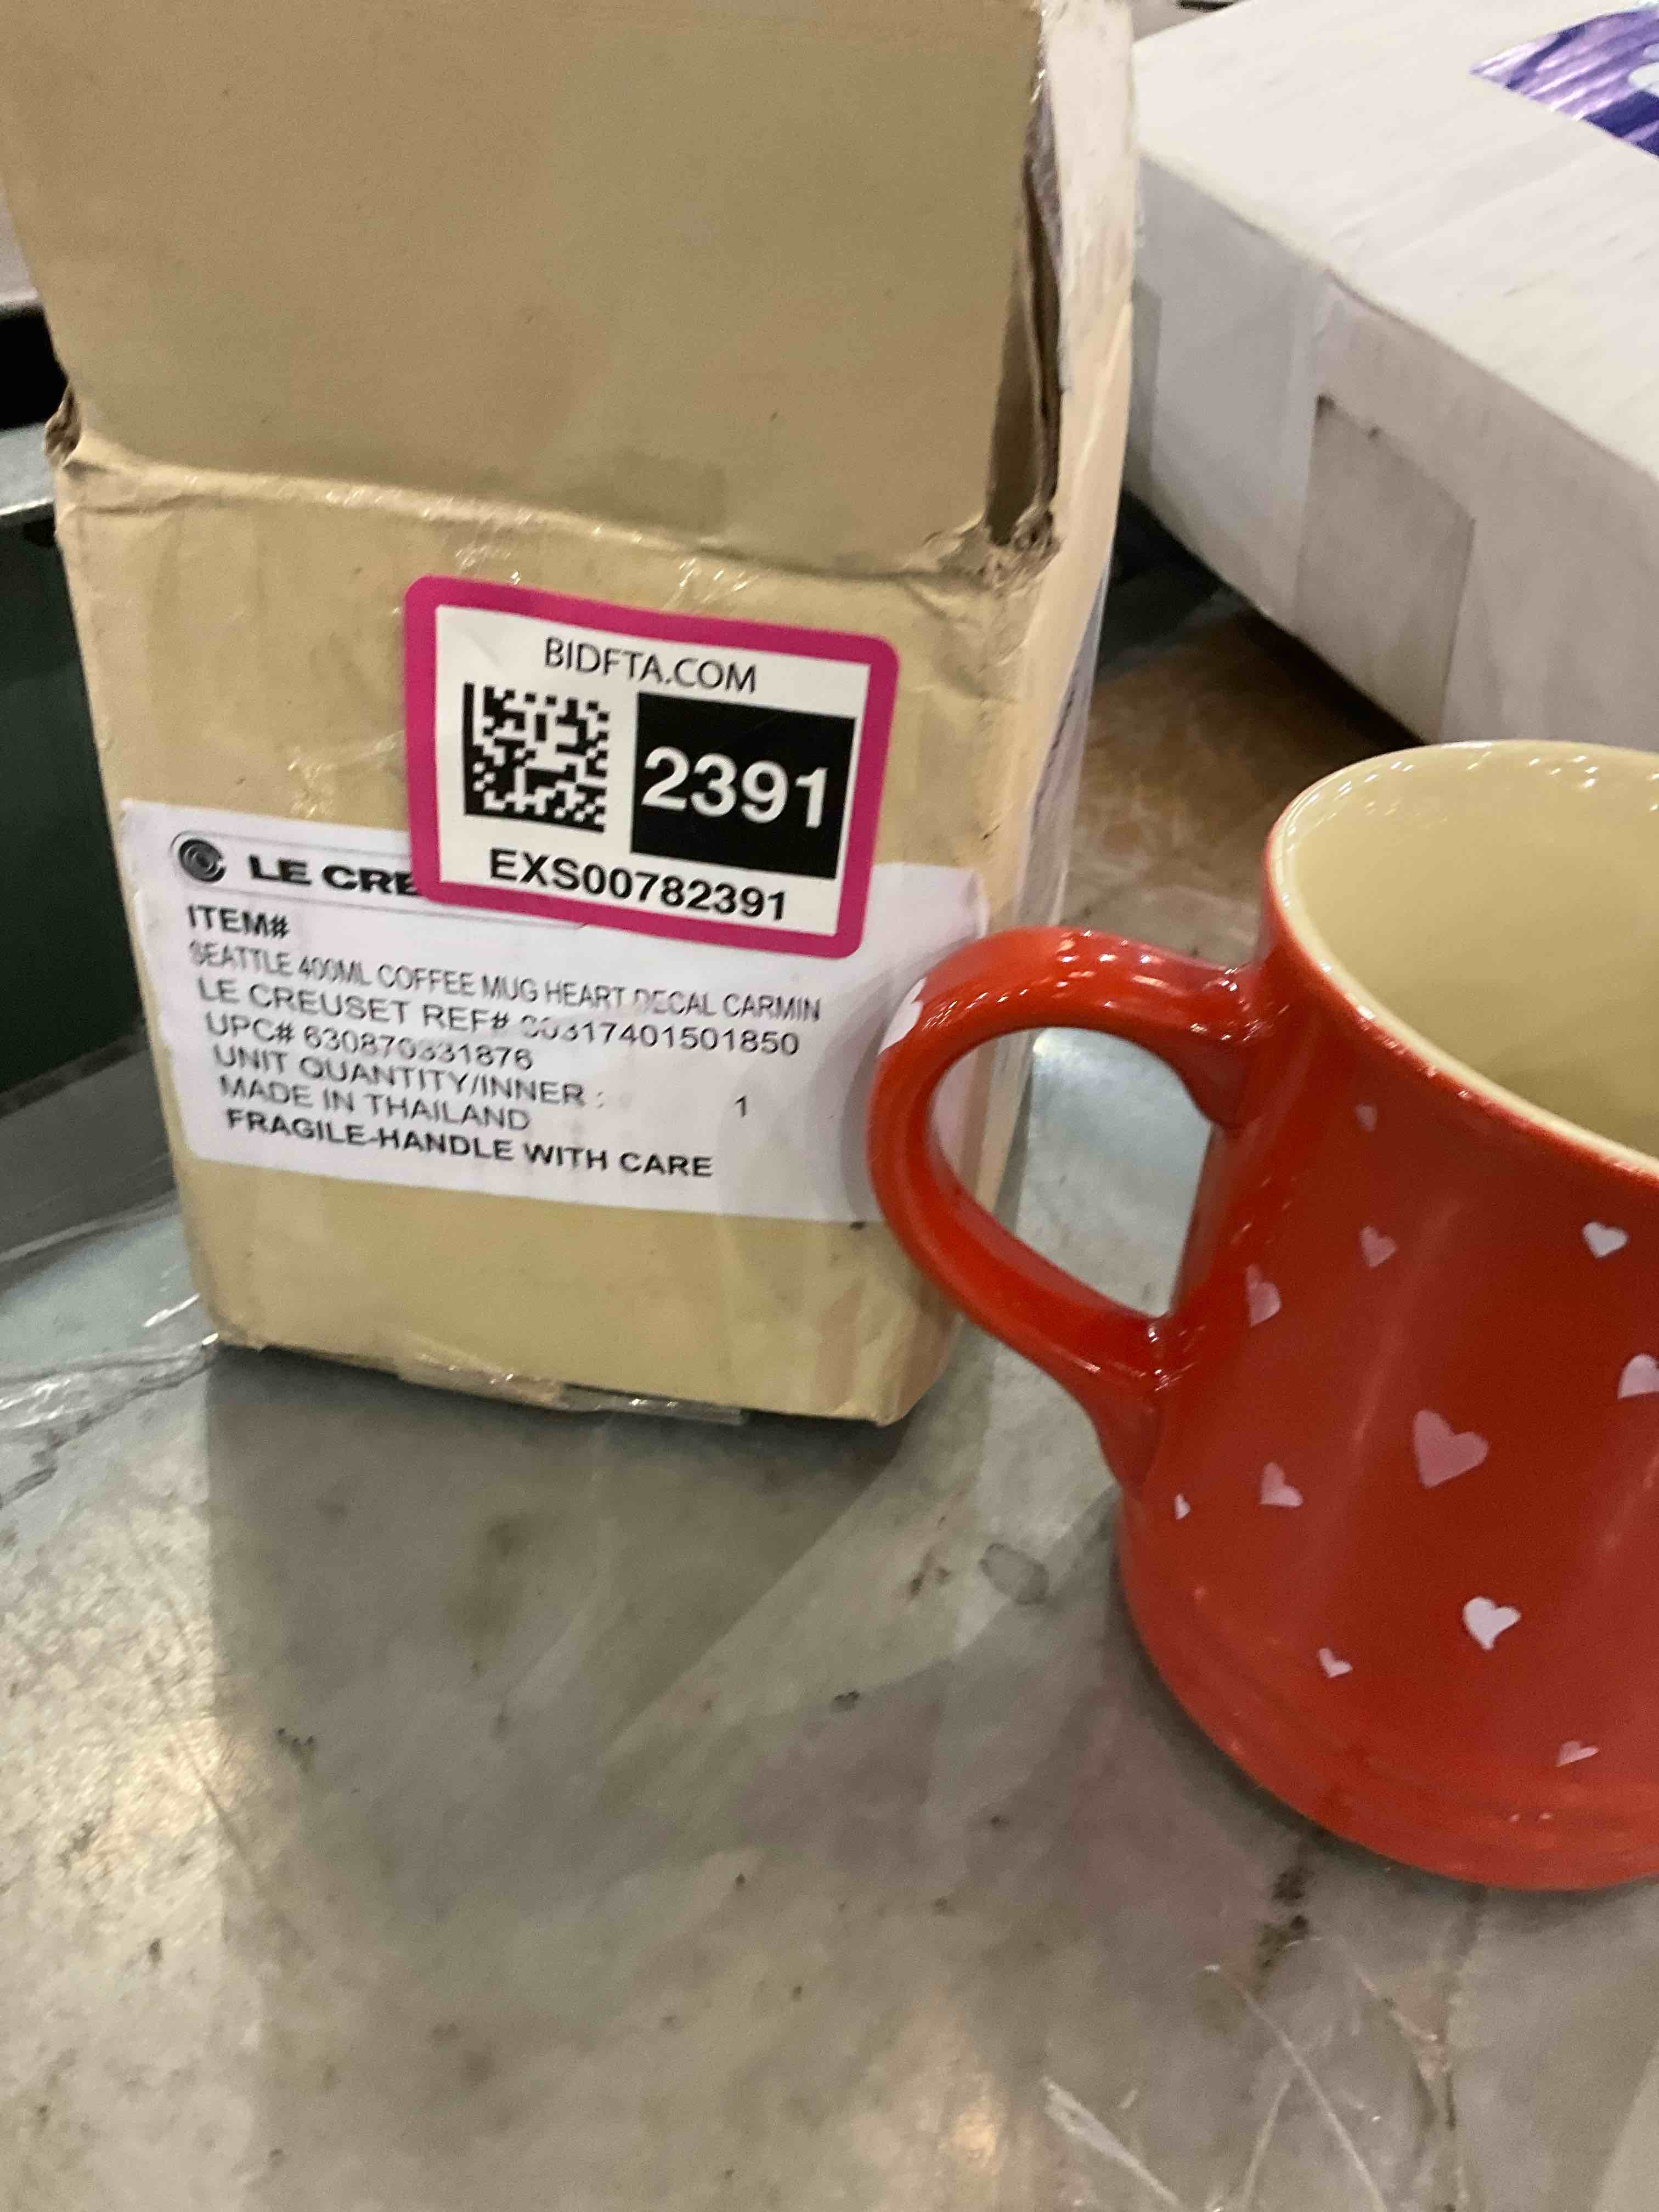 BIDFTA.COM
2391
EXS00782391
LE CRE
ITEM#
SEATTLE 400ML COFFEE MUG HEART DECAL CARMIN
LE CREUSET REF#
UPC# 630870331876
UNIT QUANTITY/INNER : 1
MADE IN THAILAND
FRAGILE-HANDLE WITH CARE